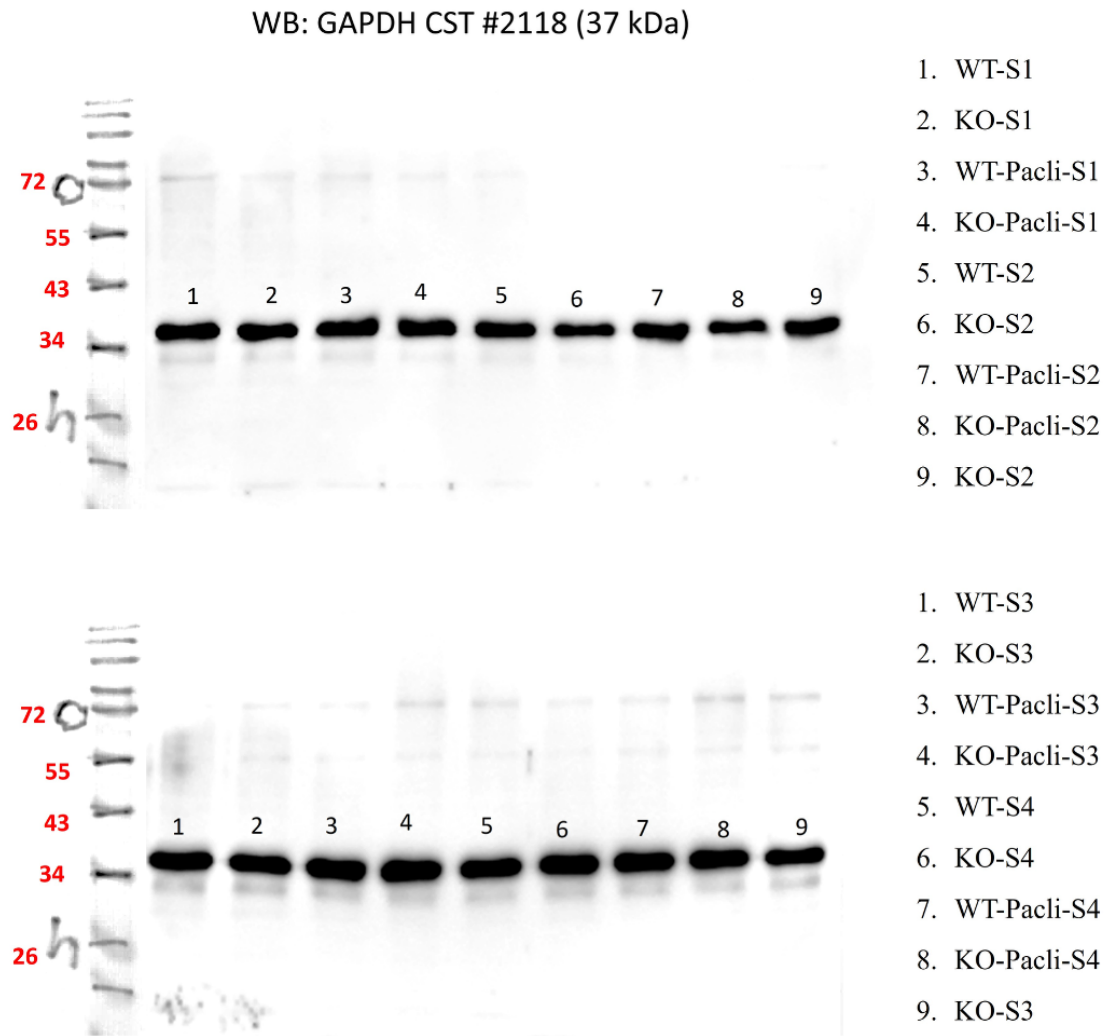 WB: GAPDH CST #2118 (37 kDa)
1. WT-S1
2. KO-S1
3. WT-Pacli-S1
4. KO-Pacli-S1
5. WT-S2
6. KO-S2
7. WT-Pacli-S2
8. KO-Pacli-S2
9. KO-S2
72
55
43
34
26 h
1 2 3 4 5 6 7 8 9
1. WT-S3
2. KO-S3
3. WT-Pacli-S3
4. KO-Pacli-S3
5. WT-S4
6. KO-S4
7. WT-Pacli-S4
8. KO-Pacli-S4
9. KO-S3
72
55
43
34
26 h
1 2 3 4 5 6 7 8 9